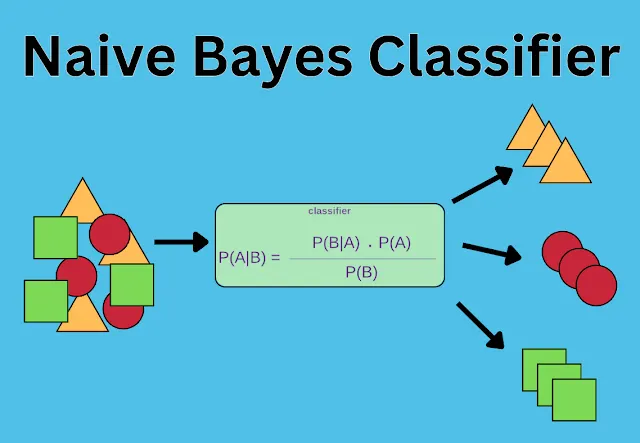 Naive Bayes Classifier
classifier
P(B|A) . P(A)
P(A|B) =
P(B)